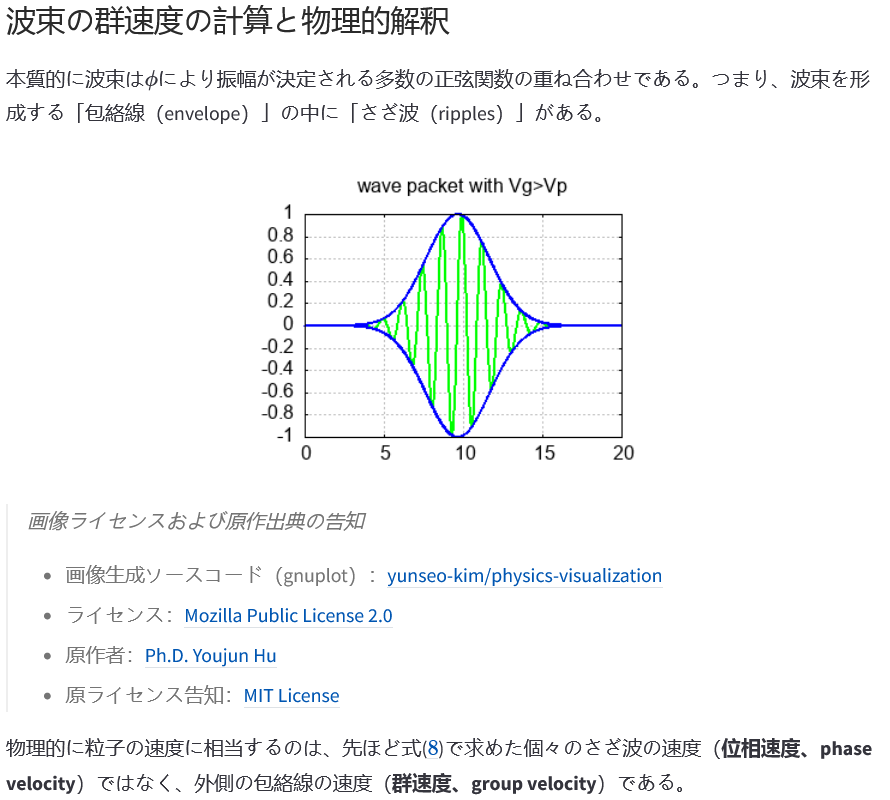 波束の群速度の計算と物理的解釈
本質的に波束はϕにより振幅が決定される多数の正弦関数の重ね合わせである。つまり、波束を形
成する「包絡線（envelope）」の中に「さざ波（ripples）」がある。
wave packet with Vg>Vp
1
0.8
0.6
0.4
0.2
0
-0.2
-0.4
-0.6
-0.8
-1
0 5 10 15 20
画像ライセンスおよび原作出典の告知
• 画像生成ソースコード（gnuplot）：yunseo-kim/physics-visualization
• ライセンス：Mozilla Public License 2.0
• 原作者：Ph.D. Youjun Hu
• 原ライセンス告知：MIT License
物理的に粒子の速度に相当するのは、先ほど式(8)で求めた個々のさざ波の速度（位相速度、phase
velocity）ではなく、外側の包絡線の速度（群速度、group velocity）である。